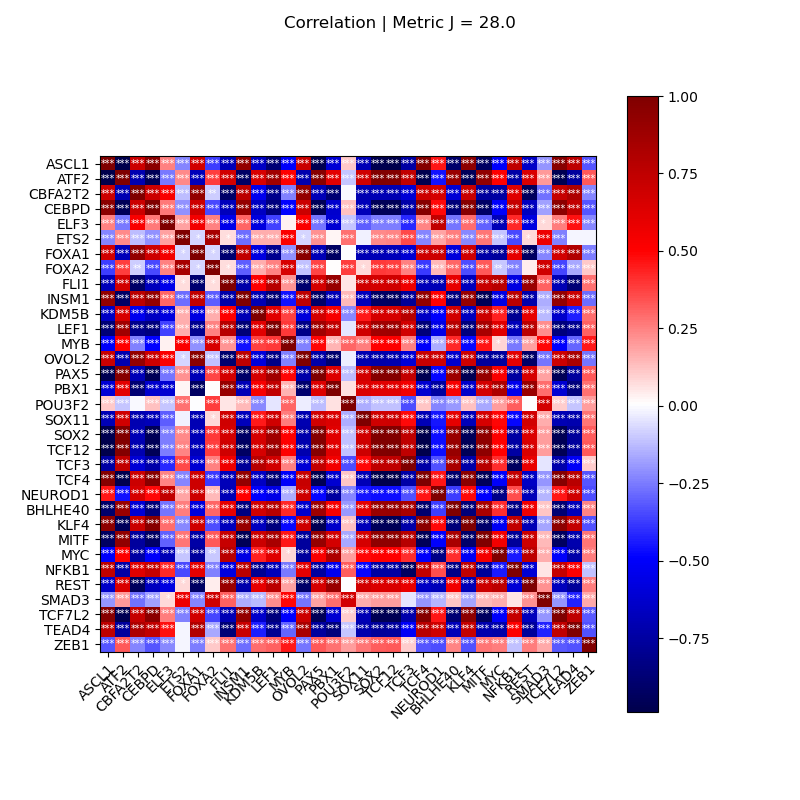 Correlation | Metric J = 28.0
ASCL1
ATF2
CBFA2T2
CEBPD
ELF3
ETS2
FOXA1
FOXA2
FLI1
INSM1
KDM5B
LEF1
MYB
OVOL2
PAX5
PBX1
POU3F2
SOX11
SOX2
TCF12
TCF3
TCF4
NEUROD1
BHLHE40
KLF4
MITF
MYC
NFKB1
REST
SMAD3
TCF7L2
TEAD4
ZEB1
ASCL1 ATF2 CBFA2T2 CEBPD ELF3 ETS2 FOXA1 FOXA2 FLI1 INSM1 KDM5B LEF1 MYB OVOL2 PAX5 PBX1 POU3F2 SOX11 SOX2 TCF12 TCF3 TCF4 NEUROD1 BHLHE40 KLF4 MITF MYC NFKB1 REST SMAD3 TCF7L2 TEAD4 ZEB1
1.00
0.75
0.50
0.25
0.00
−0.25
−0.50
−0.75